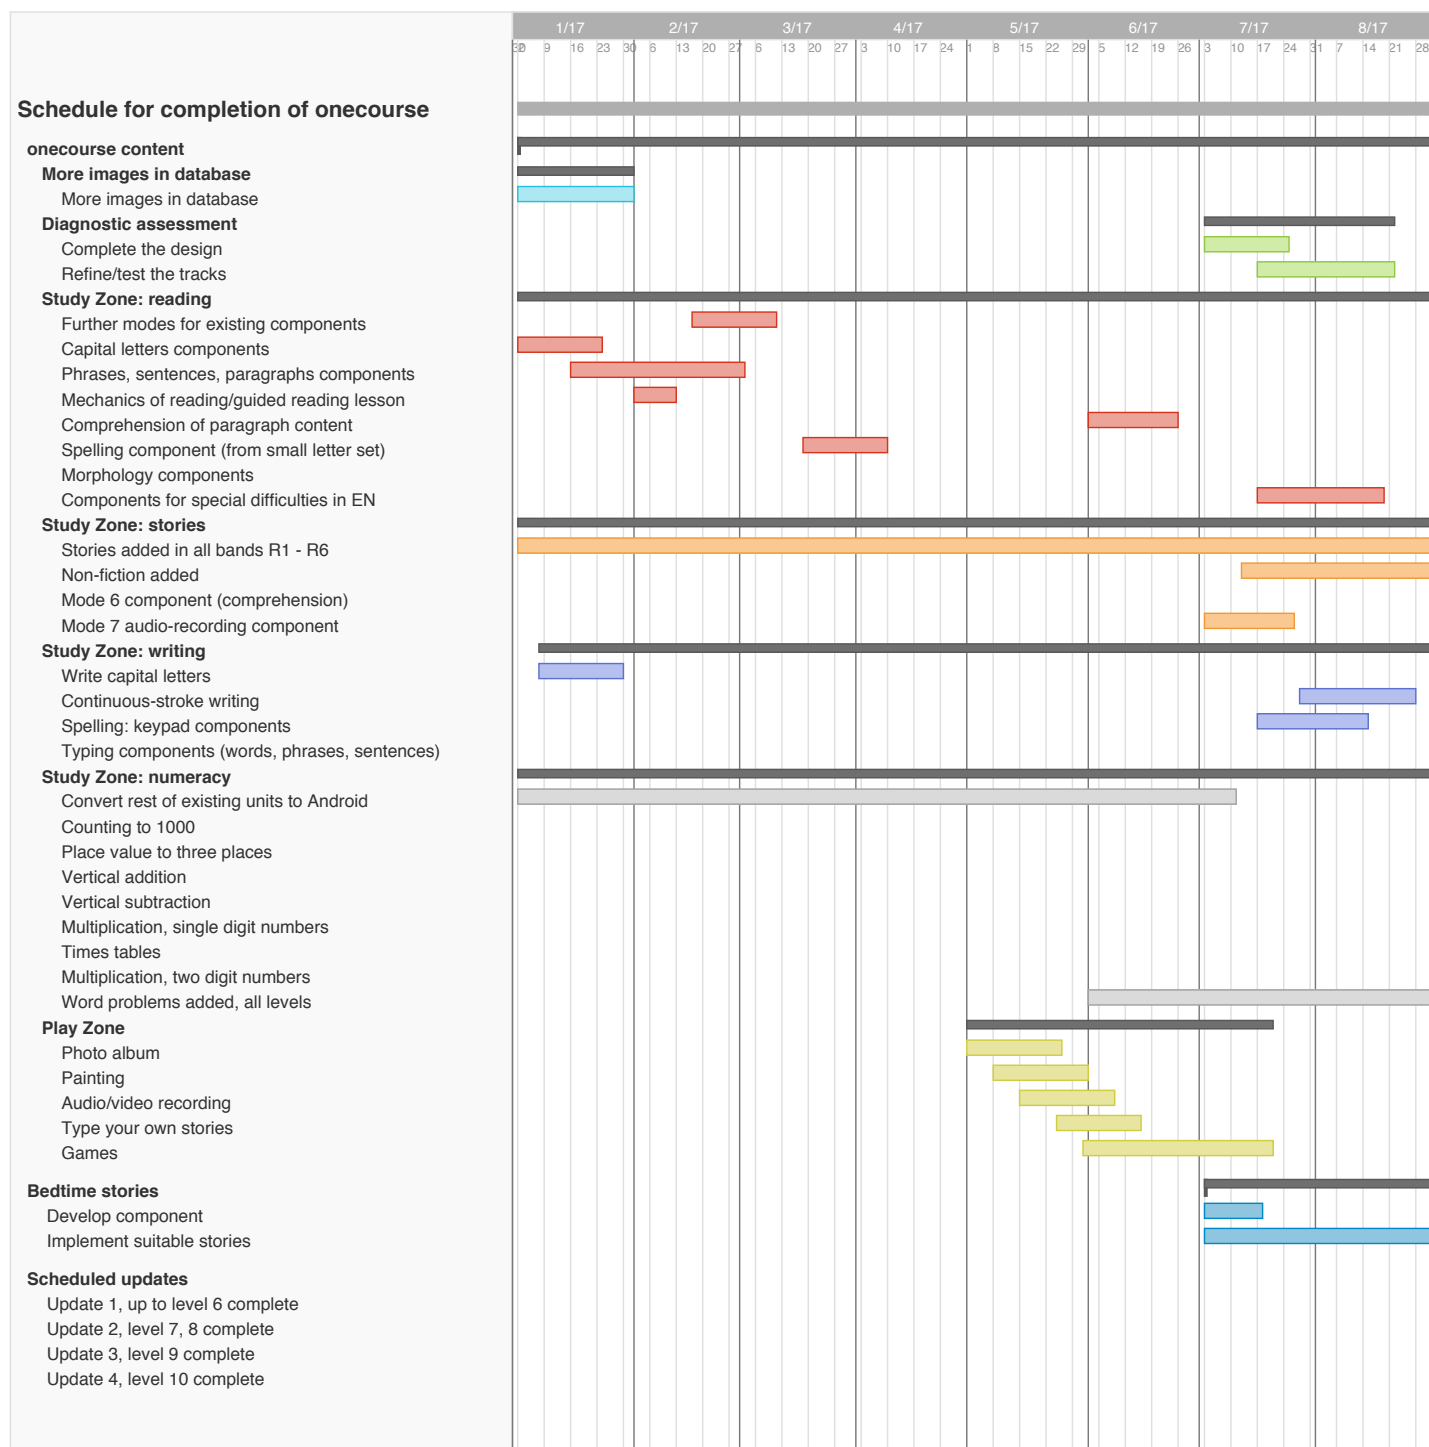 1/17 2/17 3/17 4/17 5/17 6/17 7/17 8/17
2 9 16 23 30 6 13 20 27 6 13 20 27 3 10 17 24 1 8 15 22 29 5 12 19 26 3 10 17 24 31 7 14 21 28
Schedule for completion of onecourse
onecourse content
More images in database
More images in database
Diagnostic assessment
Complete the design
Refine/test the tracks
Study Zone: reading
Further modes for existing components
Capital letters components
Phrases, sentences, paragraphs components
Mechanics of reading/guided reading lesson
Comprehension of paragraph content
Spelling component (from small letter set)
Morphology components
Components for special difficulties in EN
Study Zone: stories
Stories added in all bands R1 - R6
Non-fiction added
Mode 6 component (comprehension)
Mode 7 audio-recording component
Study Zone: writing
Write capital letters
Continuous-stroke writing
Spelling: keypad components
Typing components (words, phrases, sentences)
Study Zone: numeracy
Convert rest of existing units to Android
Counting to 1000
Place value to three places
Vertical addition
Vertical subtraction
Multiplication, single digit numbers
Times tables
Multiplication, two digit numbers
Word problems added, all levels
Play Zone
Photo album
Painting
Audio/video recording
Type your own stories
Games
Bedtime stories
Develop component
Implement suitable stories
Scheduled updates
Update 1, up to level 6 complete
Update 2, level 7, 8 complete
Update 3, level 9 complete
Update 4, level 10 complete